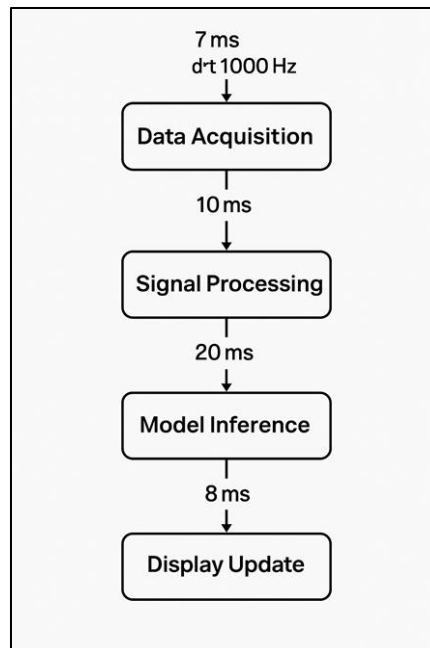 7 ms
d't 1000 Hz
Data Acquisition
10 ms
Signal Processing
20 ms
Model Inference
8 ms
Display Update